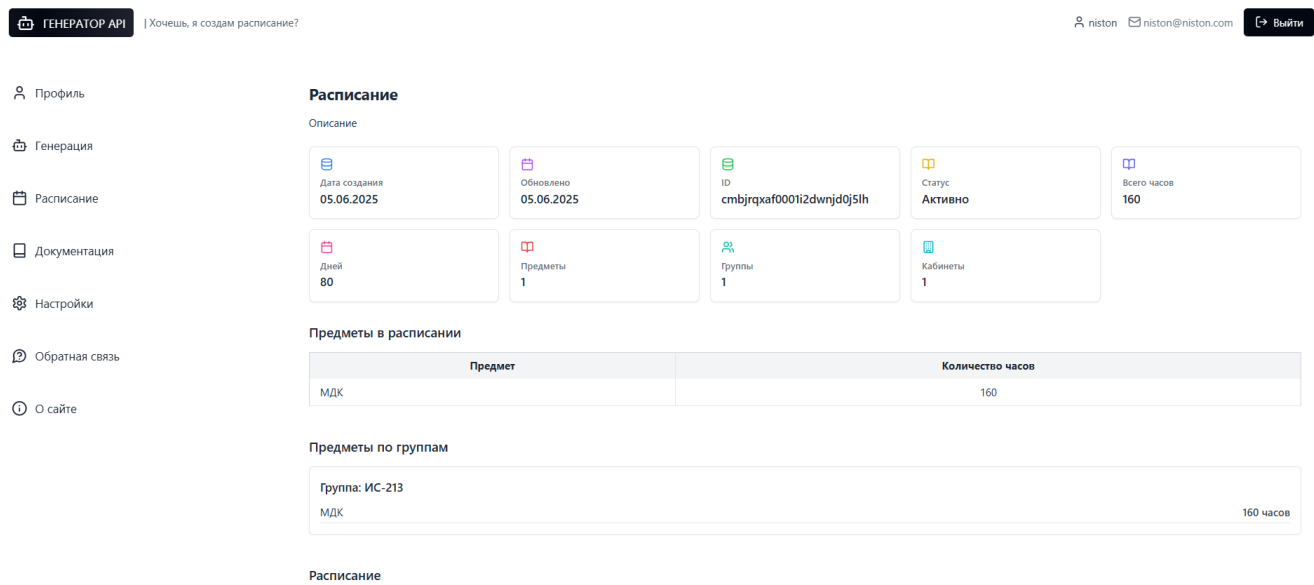 ГЕНЕРАТОР API | Хочешь, я создам расписание? niston niston@niston.com Выйти
Профиль
Генерация
Расписание
Документация
Настройки
Обратная связь
О сайте
Расписание
Описание
Дата создания
05.06.2025
Обновлено
05.06.2025
ID
cmbjrqxaf0001i2dwnjd0j5lh
Статус
Активно
Всего часов
160
Дней
80
Предметы
1
Группы
1
Кабинеты
1
Предметы в расписании
Предмет Количество часов
МДК 160
Предметы по группам
Группа: ИС-213
МДК 160 часов
Расписание